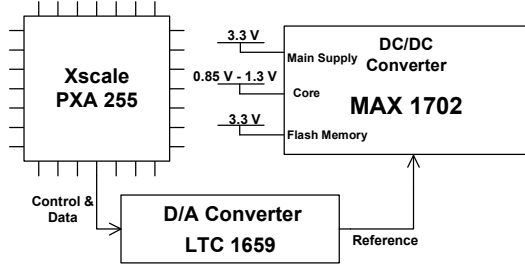 Xscale
PXA 255
3.3 V
Main Supply
0.85 V - 1.3 V
Core
3.3 V
Flash Memory
DC/DC
Converter
MAX 1702
Control &
Data
D/A Converter
LTC 1659
Reference